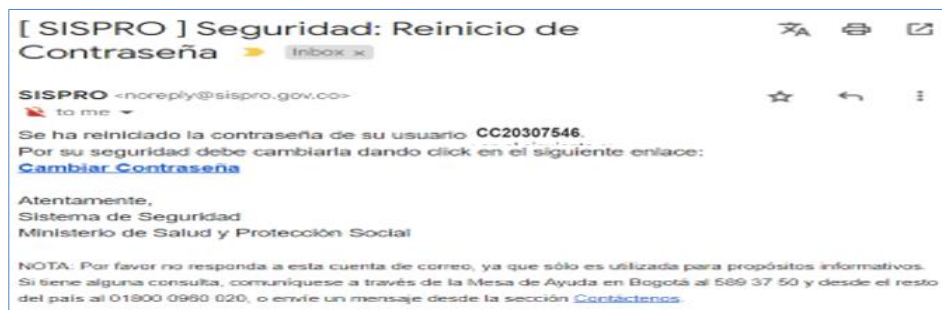 [ SISPRO ] Seguridad: Reinicio de
Contraseña Inbox x
SISPRO <noreply@sispro.gov.co>
to me
Se ha reiniciado la contraseña de su usuario CC20307546.
Por su seguridad debe cambiarla dando click en el siguiente enlace:
Cambiar Contraseña
Atentamente,
Sistema de Seguridad
Ministerio de Salud y Protección Social
NOTA: Por favor no responda a esta cuenta de correo, ya que sólo es utilizada para propósitos informativos.
Si tiene alguna consulta, comuníquese a través de la Mesa de Ayuda en Bogotá al 589 37 50 y desde el resto
del país al 01800 0960 020, o envíe un mensaje desde la sección Contáctenos.